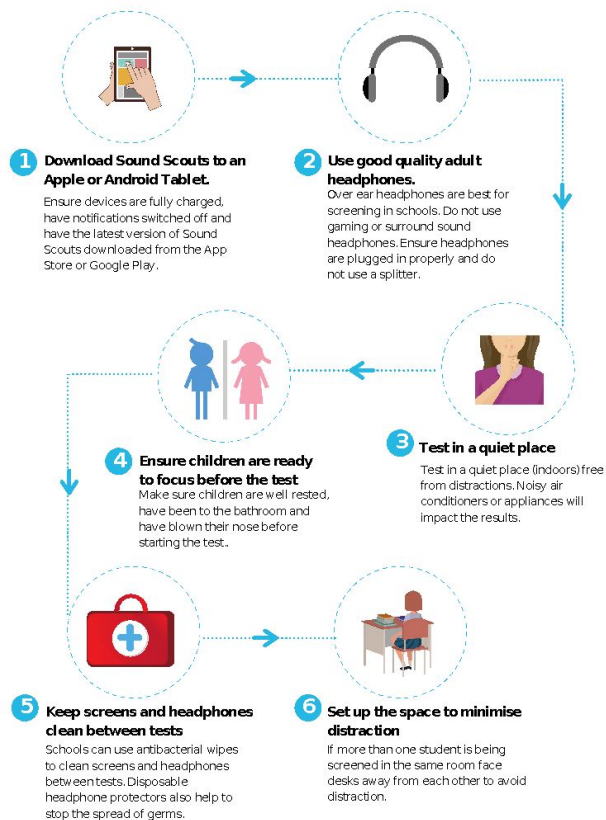 1
Download Sound Scouts to an
Apple or Android Tablet.
Ensure devices are fully charged,
have notifications switched off and
have the latest version of Sound
Scouts downloaded from the App
Store or Google Play.
2
Use good quality adult
headphones.
Over ear headphones are best for
screening in schools. Do not use
gaming or surround sound
headphones. Ensure headphones
are plugged in properly and do
not use a splitter.
3
Test in a quiet place
Test in a quiet place (indoors) free
from distractions. Noisy air
conditioners or appliances will
impact the results.
4
Ensure children are ready
to focus before the test
Make sure children are well rested,
have been to the bathroom and
have blown their nose before
starting the test..
5
Keep screens and headphones
clean between tests
Schools can use antibacterial wipes
to clean screens and headphones
between tests. Disposable
headphone protectors also help to
stop the spread of germs.
6
Set up the space to minimise
distraction
If more than one student is being
screened in the same room face
desks away from each other to avoid
distraction.